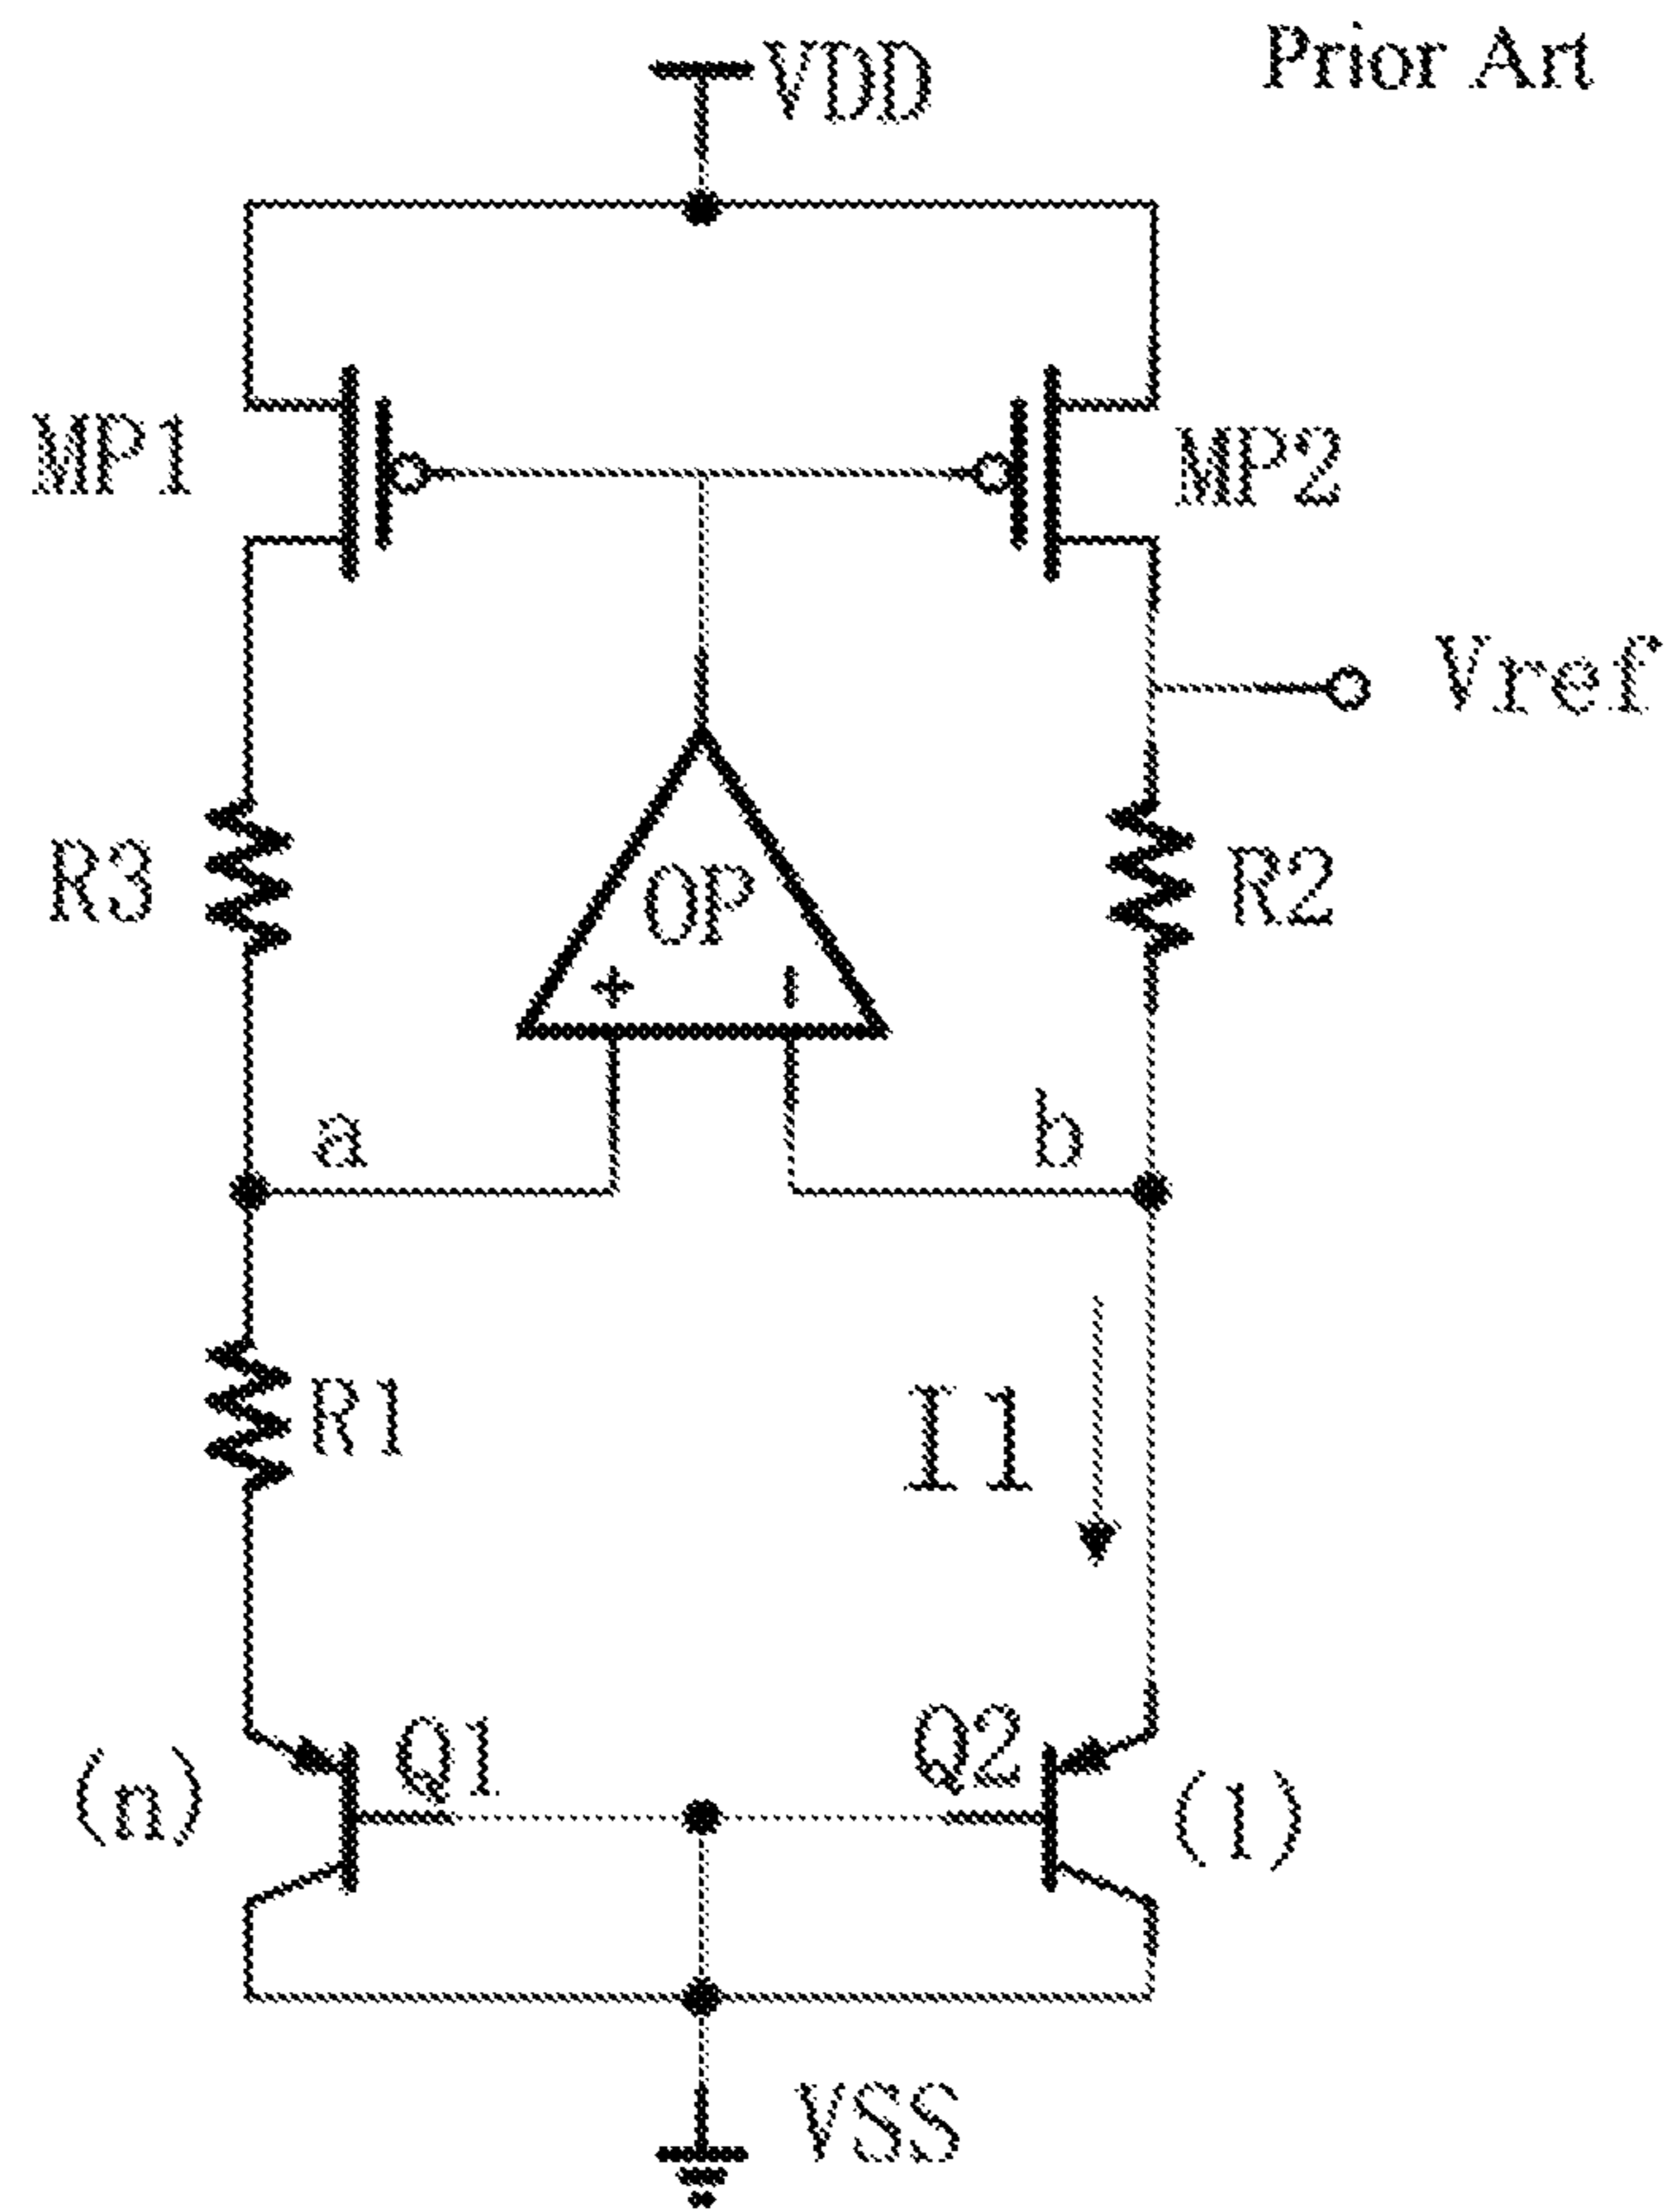 Prior Art
VDD
MP1
MP2
Vref
R3
OP
R2
+
-
a
b
R1
I1
Q1
Q2
(n)
(1)
VSS